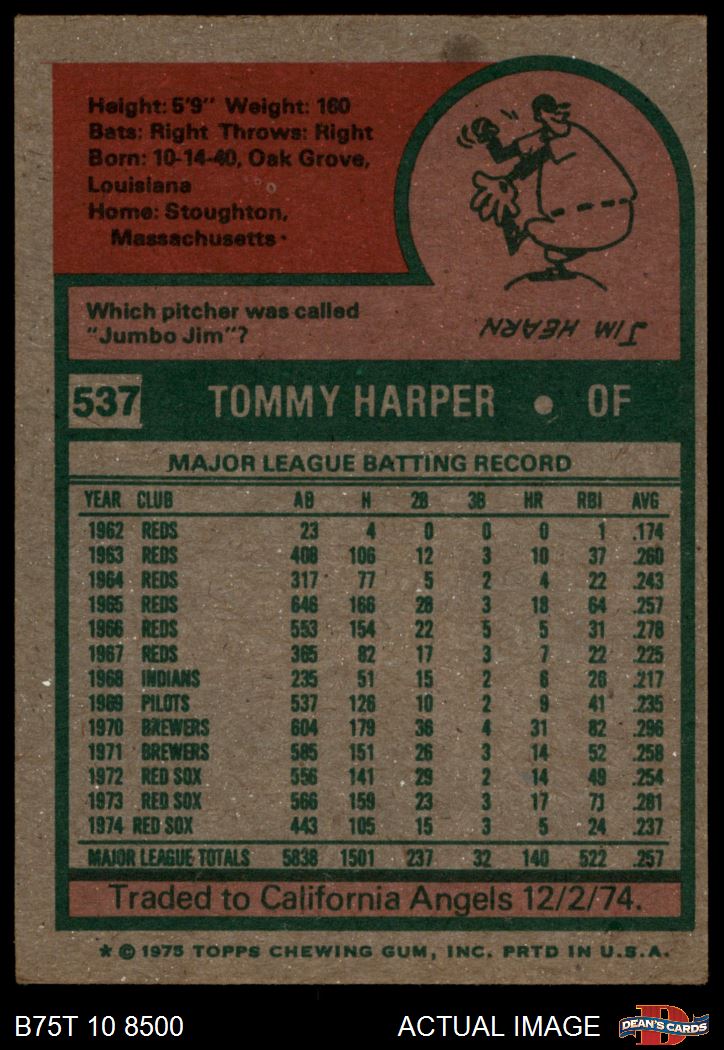 Height: 5'9" Weight: 160
Bats: Right Throws: Right
Born: 10-14-40, Oak Grove,
Louisiana
Home: Stoughton,
Massachusetts
Which pitcher was called
"Jumbo Jim"?
JIM HEARN
537 TOMMY HARPER • OF
MAJOR LEAGUE BATTING RECORD
YEAR CLUB AB H 2B 3B HR RBI AVG
1962 REDS 23 4 0 0 0 1 .174
1963 REDS 408 106 12 3 10 37 .260
1964 REDS 317 77 5 2 4 22 .243
1965 REDS 646 166 28 3 18 64 .257
1966 REDS 553 154 22 5 5 31 .278
1967 REDS 365 82 17 3 7 22 .225
1968 INDIANS 235 51 15 2 6 26 .217
1969 PILOTS 537 126 10 2 9 41 .235
1970 BREWERS 604 179 36 4 31 82 .296
1971 BREWERS 585 151 26 3 14 52 .258
1972 RED SOX 556 141 29 2 14 49 .254
1973 RED SOX 566 159 23 3 17 71 .281
1974 RED SOX 443 105 15 3 5 24 .237
MAJOR LEAGUE TOTALS 5838 1501 237 32 140 522 .257
Traded to California Angels 12/2/74.
* © 1975 TOPPS CHEWING GUM, INC. PRTD IN U.S.A.
B75T 10 8500 ACTUAL IMAGE DEAN'S CARDS